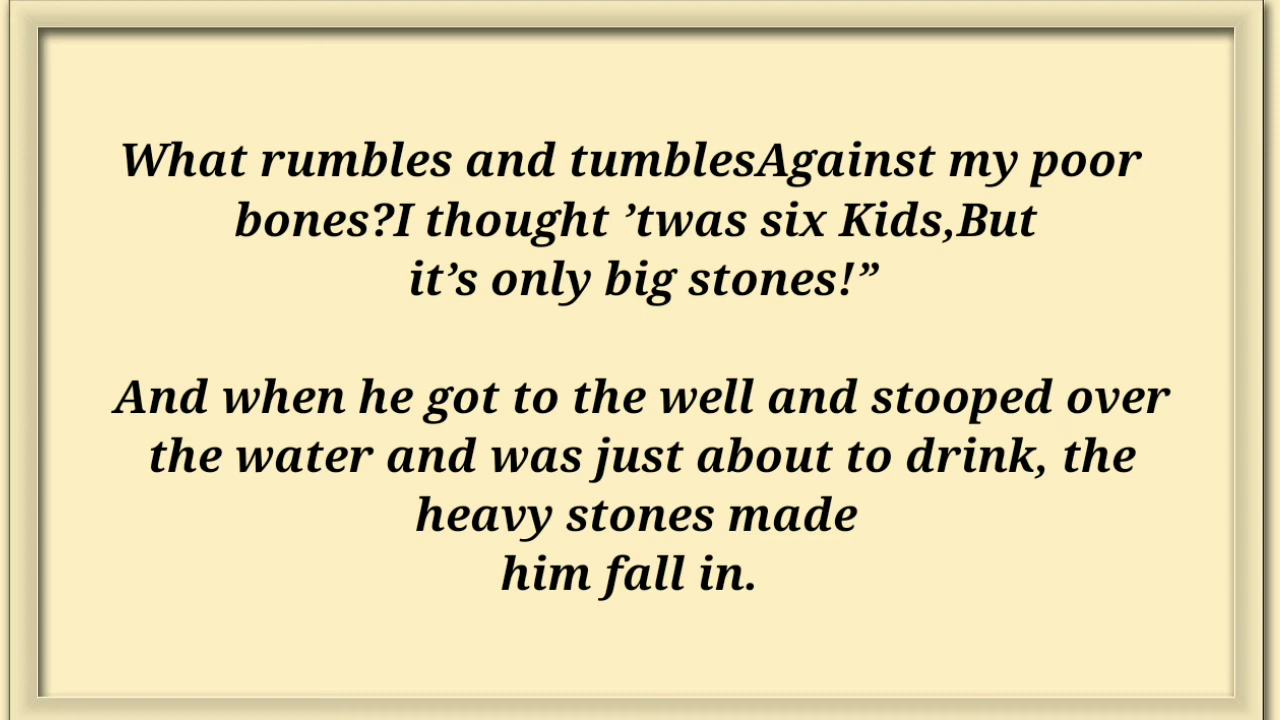 What rumbles and tumblesAgainst my poor
bones?I thought ’twas six Kids,But
it’s only big stones!”
And when he got to the well and stooped over
the water and was just about to drink, the
heavy stones made
him fall in.